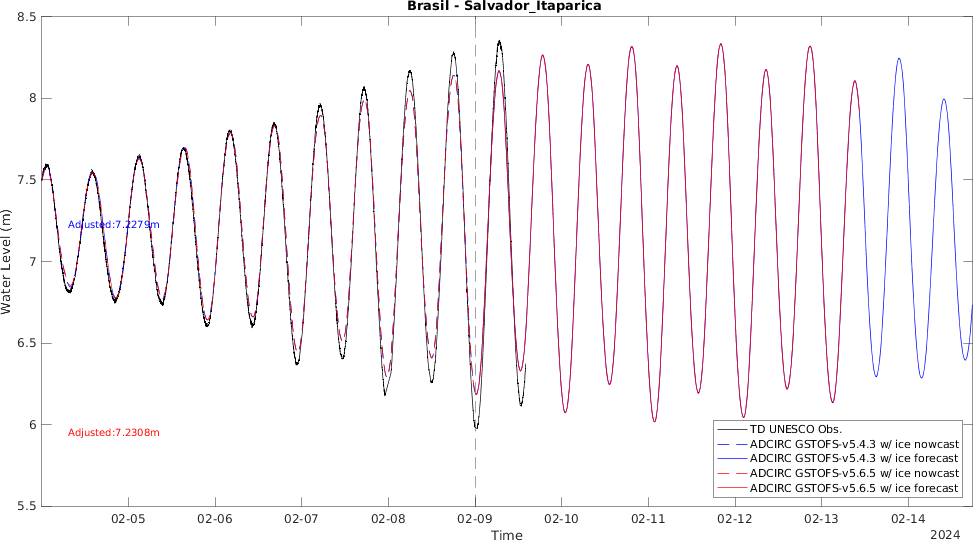 Brasil - Salvador_Itaparica
Water Level (m)
8.5
8
7.5
7
6.5
6
5.5
Adjusted:7.2279m
Adjusted:7.2308m
TD UNESCO Obs.
ADCIRC GSTOFS-v5.4.3 w/ ice nowcast
ADCIRC GSTOFS-v5.4.3 w/ ice forecast
ADCIRC GSTOFS-v5.6.5 w/ ice nowcast
ADCIRC GSTOFS-v5.6.5 w/ ice forecast
02-05 02-06 02-07 02-08 02-09 02-10 02-11 02-12 02-13 02-14
Time
2024